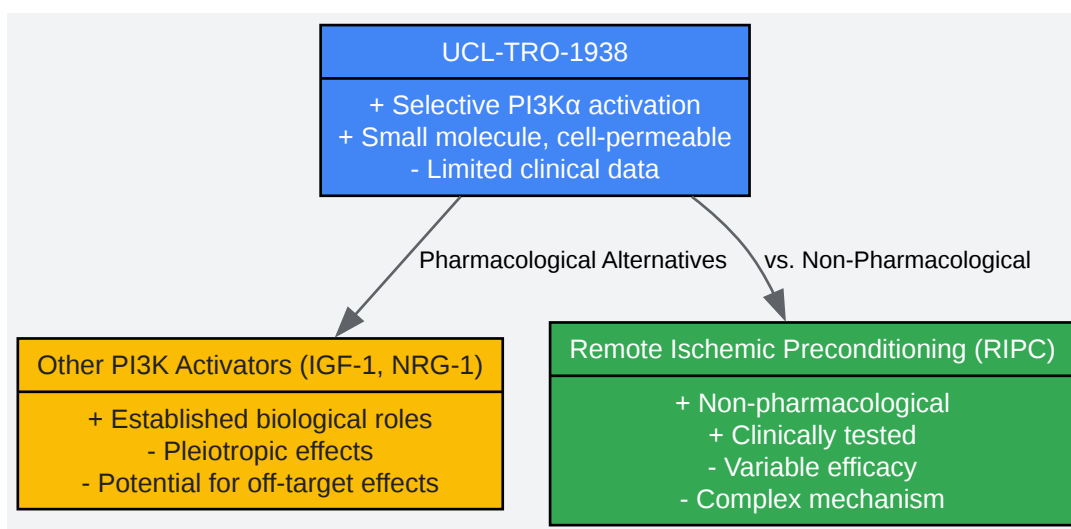 UCL-TRO-1938
+ Selective PI3Kα activation
+ Small molecule, cell-permeable
- Limited clinical data
Pharmacological Alternatives
vs. Non-Pharmacological
Other PI3K Activators (IGF-1, NRG-1)
+ Established biological roles
- Pleiotropic effects
- Potential for off-target effects
Remote Ischemic Preconditioning (RIPC)
+ Non-pharmacological
+ Clinically tested
- Variable efficacy
- Complex mechanism